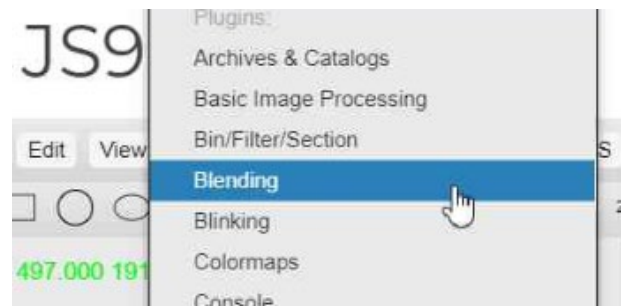 Plugins:
JS9
Archives & Catalogs
Basic Image Processing
Bin/Filter/Section
Edit View
S
Blending
2
Blinking
Colormaps
497.000 191
Console